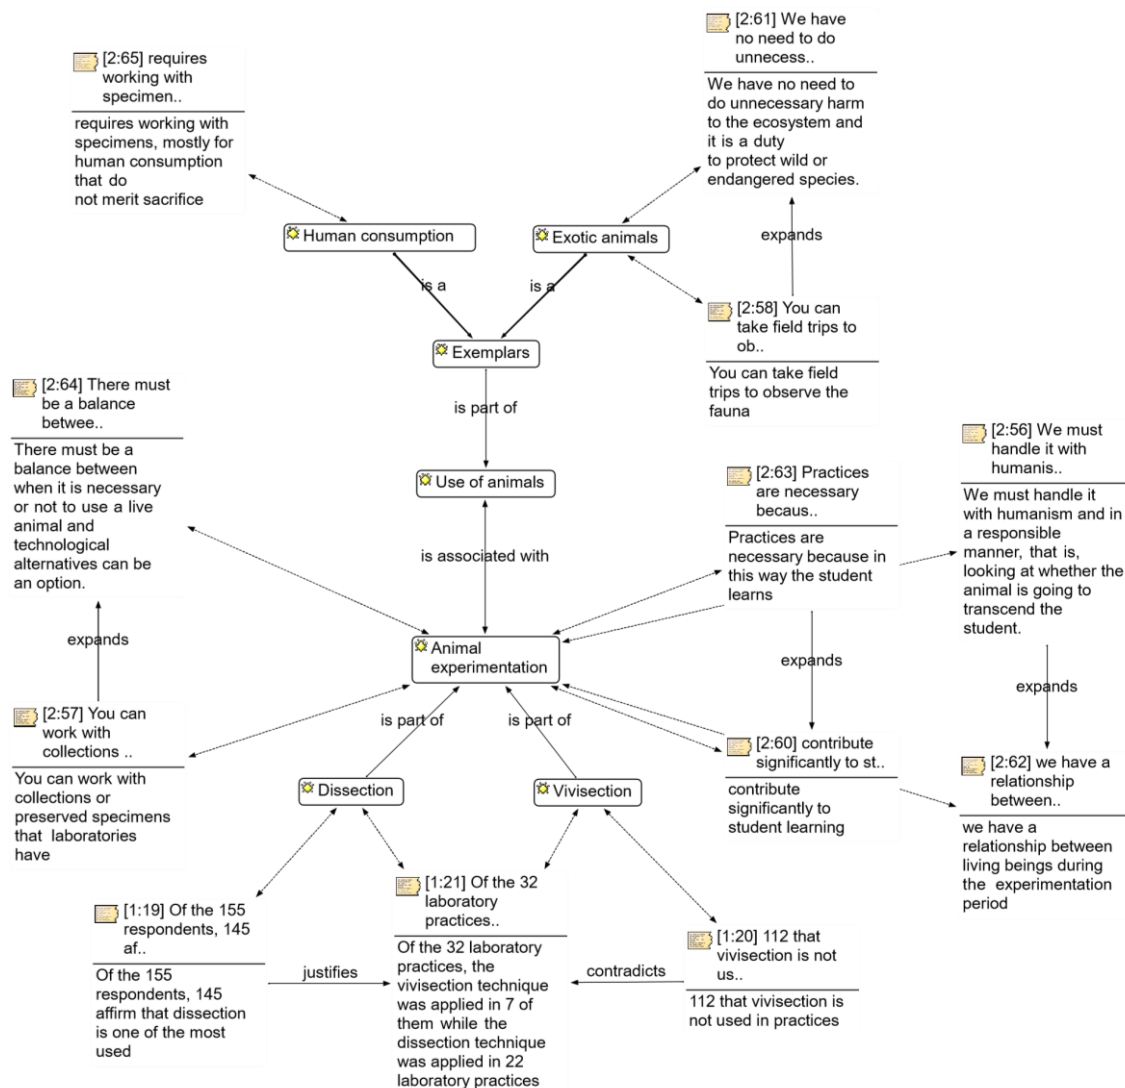 [2:61] We have
no need to do
unnecess..
We have no need to
do unnecessary harm
to the ecosystem and
it is a duty
to protect wild or
endangered species.
[2:65] requires
working with
specimen..
requires working with
specimens, mostly for
human consumption
that do
not merit sacrifice
Human consumption
Exotic animals
expands
is a
is a
[2:58] You can
take field trips to
ob..
You can take field
trips to observe the
fauna
Exemplars
is part of
[2:64] There must
be a balance
betwee..
There must be a
balance between
when it is necessary
or not to use a live
animal and
technological
alternatives can be
an option.
Use of animals
is associated with
[2:63] Practices
are necessary
becaus..
Practices are
necessary because in
this way the student
learns
[2:56] We must
handle it with
humanis..
We must handle it
with humanism and in
a responsible
manner, that is,
looking at whether the
animal is going to
transcend the
student.
expands
Animal
experimentation
expands
expands
[2:57] You can
work with
collections ..
You can work with
collections or
preserved specimens
that laboratories
have
is part of
is part of
Dissection
Vivisection
[2:60] contribute
significantly to st..
contribute
significantly to
student learning
[2:62] we have a
relationship
between..
we have a
relationship between
living beings during
the experimentation
period
[1:19] Of the 155
respondents, 145
af..
Of the 155
respondents, 145
affirm that dissection
is one of the most
used
justifies
[1:21] Of the 32
laboratory
practices..
Of the 32 laboratory
practices, the
vivisection technique
was applied in 7 of
them while the
dissection technique
was applied in 22
laboratory practices
contradicts
[1:20] 112 that
vivisection is not
us..
112 that vivisection is
not used in practices